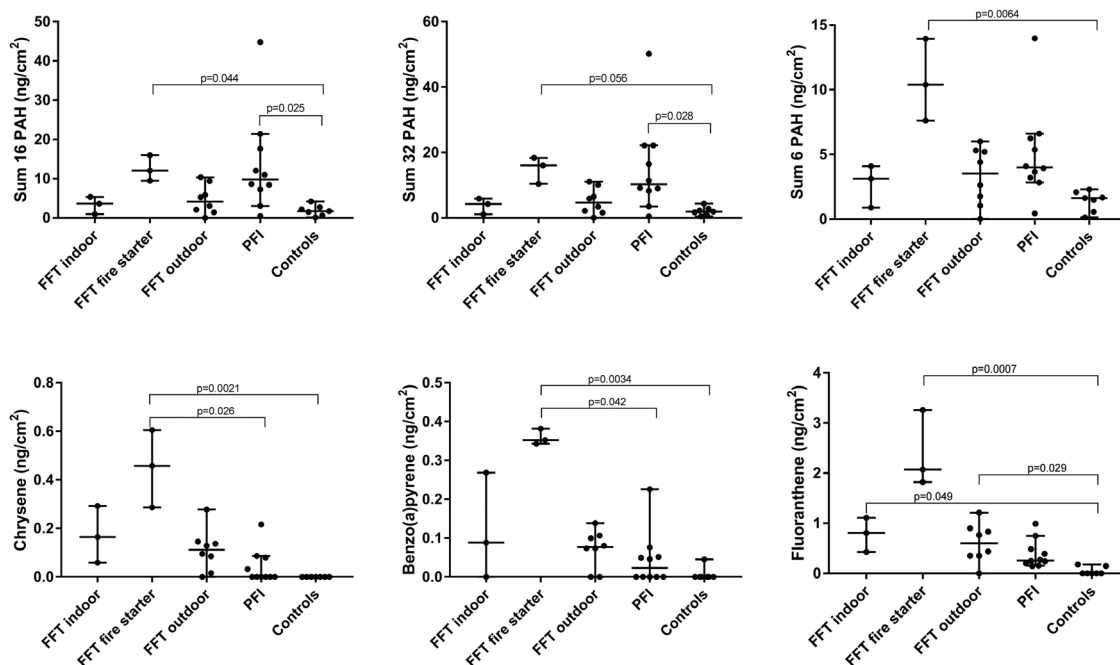 Sum 16 PAH (ng/cm²)
50
40
30
20
10
0
p=0.044
p=0.025
FFT indoor
FFT fire starter
FFT outdoor
PFI
Controls
Sum 32 PAH (ng/cm²)
60
40
20
0
p=0.056
p=0.028
FFT indoor
FFT fire starter
FFT outdoor
PFI
Controls
Sum 6 PAH (ng/cm²)
15
10
5
0
p=0.0064
FFT indoor
FFT fire starter
FFT outdoor
PFI
Controls
Chrysene (ng/cm²)
0.8
0.6
0.4
0.2
0.0
p=0.0021
p=0.026
FFT indoor
FFT fire starter
FFT outdoor
PFI
Controls
Benzo(a)pyrene (ng/cm²)
0.5
0.4
0.3
0.2
0.1
0.0
p=0.0034
p=0.042
FFT indoor
FFT fire starter
FFT outdoor
PFI
Controls
Fluoranthene (ng/cm²)
4
3
2
1
0
p=0.0007
p=0.029
p=0.049
FFT indoor
FFT fire starter
FFT outdoor
PFI
Controls